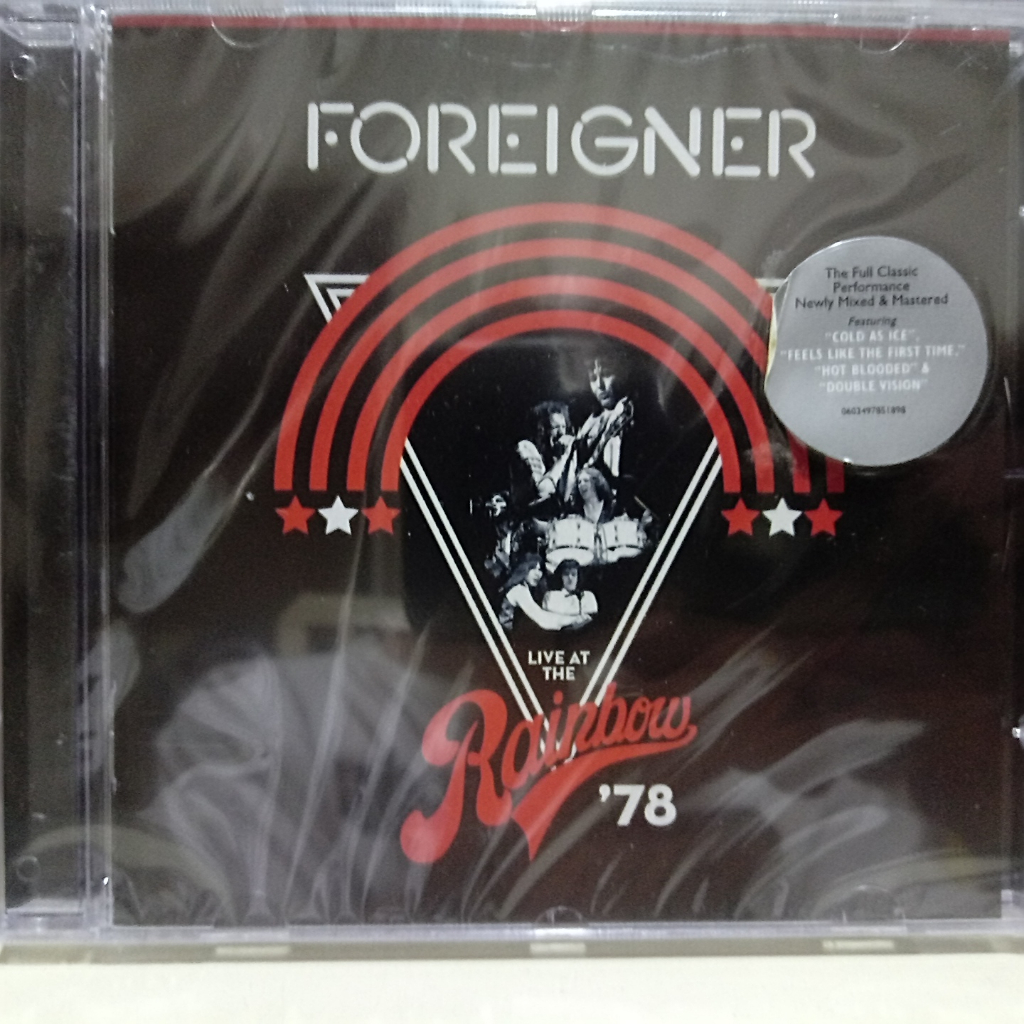 FOREIGNER
The Full Classic
Performance
Newly Mixed & Mastered
Featuring
"COLD AS ICE",
"FEELS LIKE THE FIRST TIME,"
"HOT BLOODED" &
"DOUBLE VISION"
0603497851898
LIVE AT
THE
Rainbow
'78